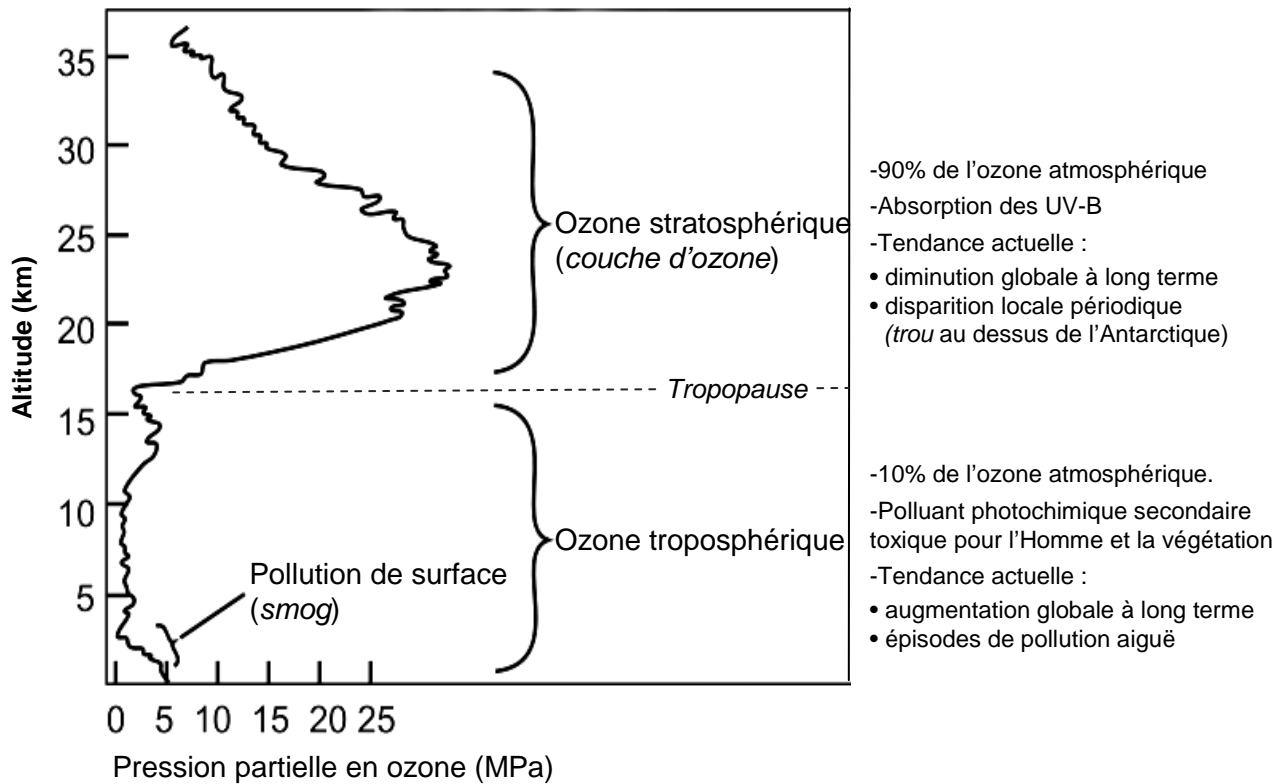 35
30
25
20
15
10
5
Altitude (km)
0 5 10 15 20 25
Pression partielle en ozone (MPa)
Ozone stratosphérique
(couche d’ozone)
Tropopause
Ozone troposphérique
Pollution de surface
(smog)
-90% de l’ozone atmosphérique
-Absorption des UV-B
-Tendance actuelle :
• diminution globale à long terme
• disparition locale périodique
(trou au dessus de l’Antarctique)
-10% de l’ozone atmosphérique.
-Polluant photochimique secondaire
toxique pour l’Homme et la végétation
-Tendance actuelle :
• augmentation globale à long terme
• épisodes de pollution aiguë